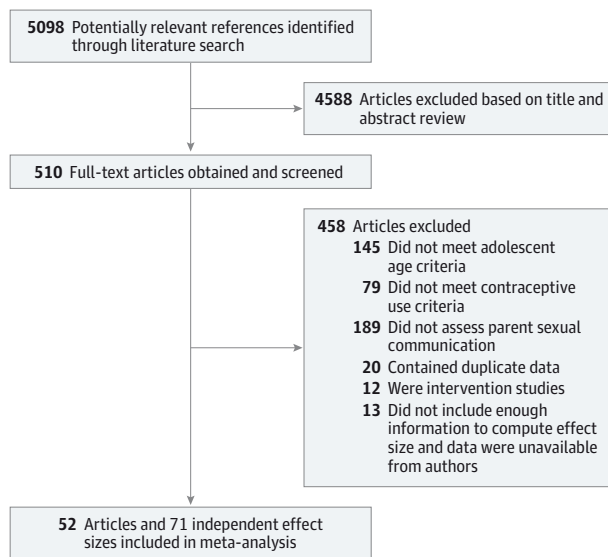 5098 Potentially relevant references identified
through literature search
4588 Articles excluded based on title and
abstract review
510 Full-text articles obtained and screened
458 Articles excluded
145 Did not meet adolescent
age criteria
79 Did not meet contraceptive
use criteria
189 Did not assess parent sexual
communication
20 Contained duplicate data
12 Were intervention studies
13 Did not include enough
information to compute effect
size and data were unavailable
from authors
52 Articles and 71 independent effect
sizes included in meta-analysis